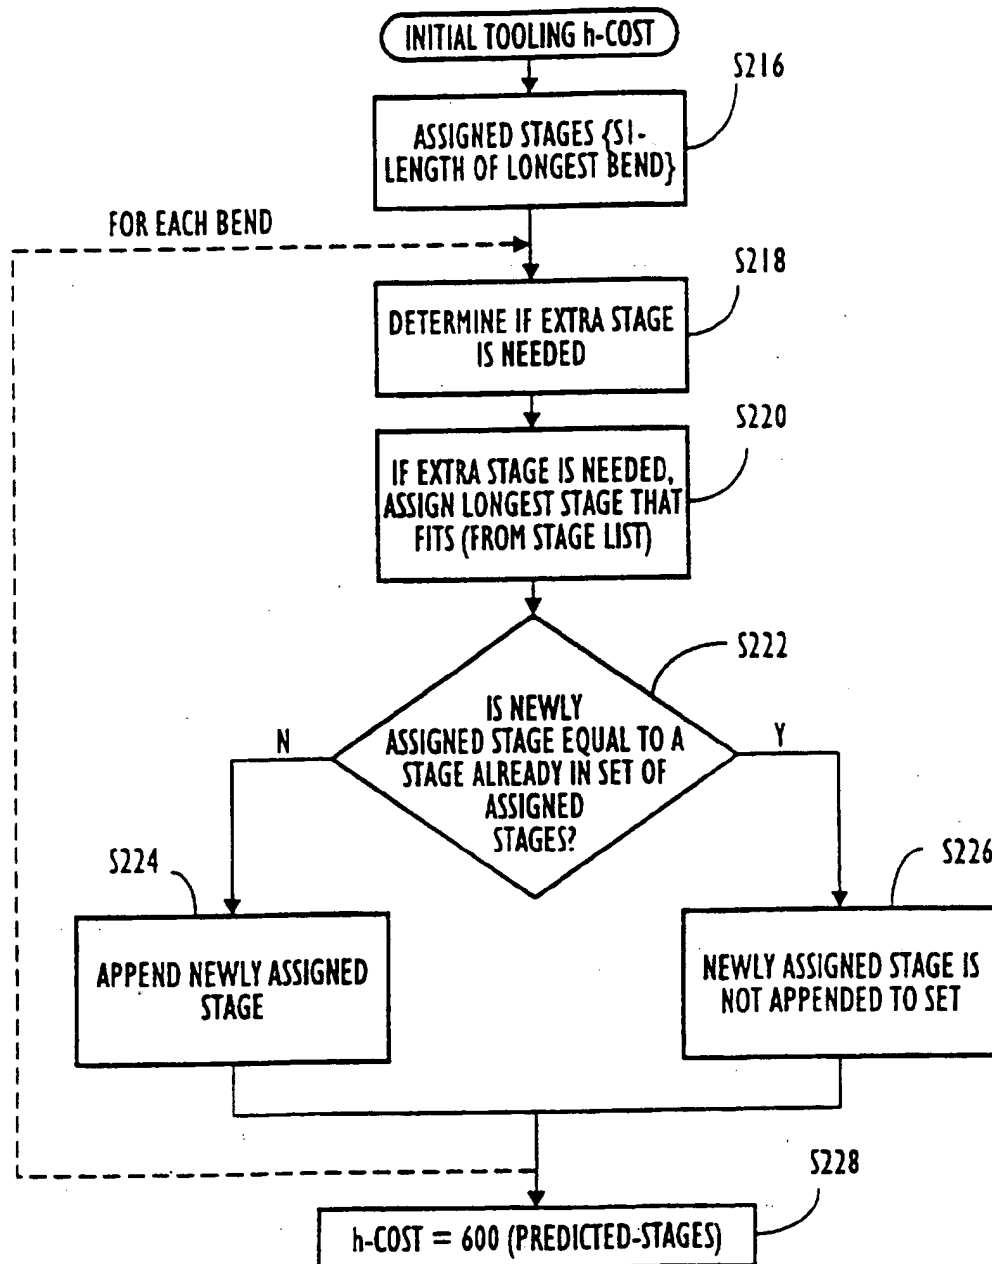 INITIAL TOOLING h-COST
S216
ASSIGNED STAGES {S1-
LENGTH OF LONGEST BEND}
FOR EACH BEND
S218
DETERMINE IF EXTRA STAGE
IS NEEDED
S220
IF EXTRA STAGE IS NEEDED,
ASSIGN LONGEST STAGE THAT
FITS (FROM STAGE LIST)
S222
IS NEWLY
ASSIGNED STAGE EQUAL TO A
STAGE ALREADY IN SET OF
ASSIGNED
STAGES?
N
Y
S224
APPEND NEWLY ASSIGNED
STAGE
S226
NEWLY ASSIGNED STAGE IS
NOT APPENDED TO SET
S228
h-COST = 600 (PREDICTED-STAGES)